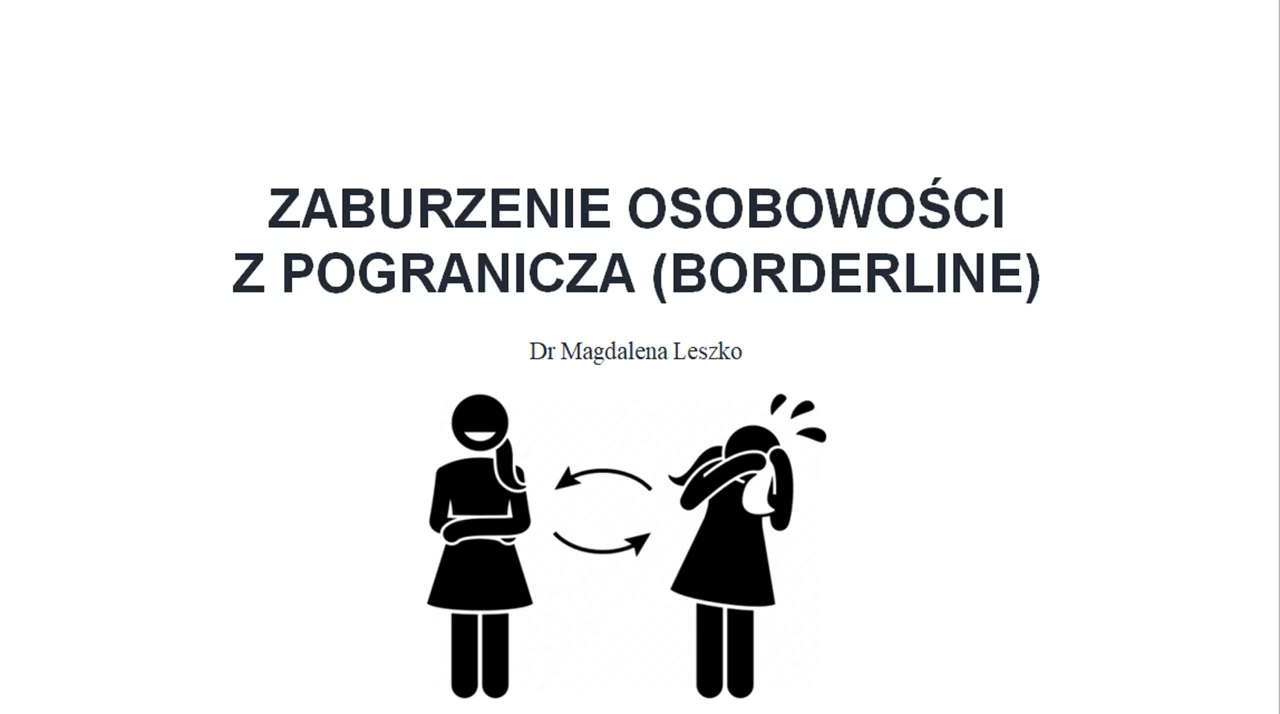 ZABURZENIE OSOBOWOŚCI
Z POGRANICZA (BORDERLINE)
Dr Magdalena Leszko